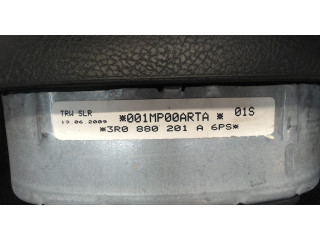 TRW SLR *001MP00ARTA * 01S
19.06.2009
*3R0 880 201 A 6PS*